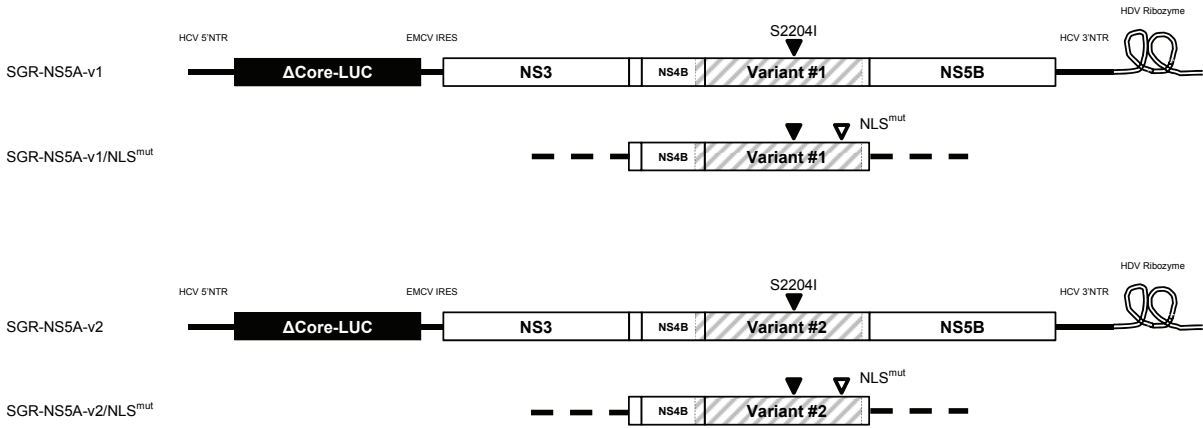 HDV Ribozyme
S2204I
HCV 5'NTR EMCV IRES HCV 3'NTR
SGR-NS5A-v1 ΔCore-LUC NS3 NS4B Variant #1 NS5B
NLS^mut
SGR-NS5A-v1/NLS^mut NS4B Variant #1
HDV Ribozyme
S2204I
HCV 5'NTR EMCV IRES HCV 3'NTR
SGR-NS5A-v2 ΔCore-LUC NS3 NS4B Variant #2 NS5B
NLS^mut
SGR-NS5A-v2/NLS^mut NS4B Variant #2